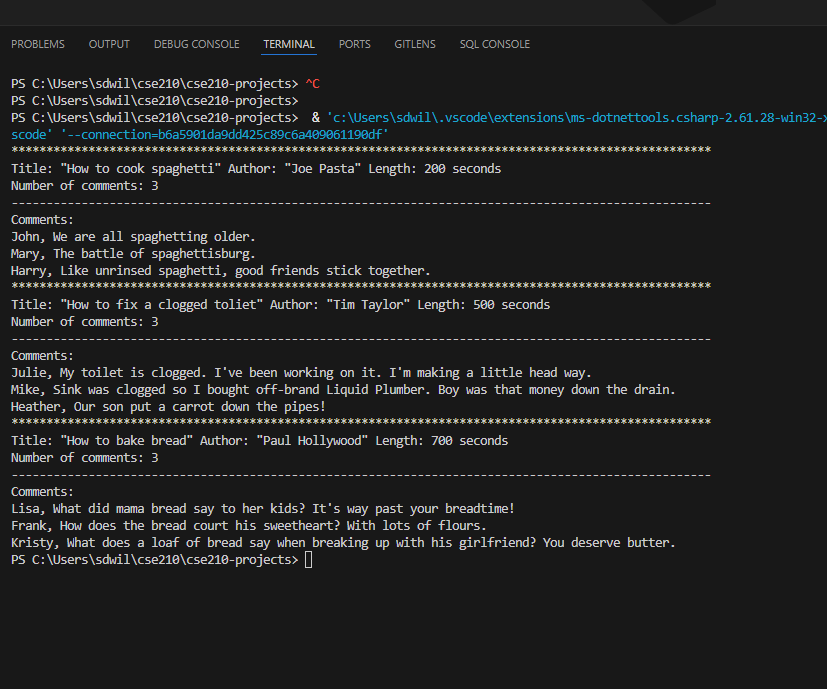 PROBLEMS OUTPUT DEBUG CONSOLE TERMINAL PORTS GITLENS SQL CONSOLE
PS C:\Users\sdwil\cse210\cse210-projects> ^C
PS C:\Users\sdwil\cse210\cse210-projects>
PS C:\Users\sdwil\cse210\cse210-projects>  & 'c:\Users\sdwil\.vscode\extensions\ms-dotnettools.csharp-2.61.28-win32-x
scode' '--connection=b6a5901da9dd425c89c6a409061190df'
****************************************************************************************************
Title: "How to cook spaghetti" Author: "Joe Pasta" Length: 200 seconds
Number of comments: 3
----------------------------------------------------------------------------------------------------
Comments:
John, We are all spaghetting older.
Mary, The battle of spaghettisburg.
Harry, Like unrinsed spaghetti, good friends stick together.
****************************************************************************************************
Title: "How to fix a clogged toliet" Author: "Tim Taylor" Length: 500 seconds
Number of comments: 3
----------------------------------------------------------------------------------------------------
Comments:
Julie, My toilet is clogged. I've been working on it. I'm making a little head way.
Mike, Sink was clogged so I bought off-brand Liquid Plumber. Boy was that money down the drain.
Heather, Our son put a carrot down the pipes!
****************************************************************************************************
Title: "How to bake bread" Author: "Paul Hollywood" Length: 700 seconds
Number of comments: 3
----------------------------------------------------------------------------------------------------
Comments:
Lisa, What did mama bread say to her kids? It's way past your breadtime!
Frank, How does the bread court his sweetheart? With lots of flours.
Kristy, What does a loaf of bread say when breaking up with his girlfriend? You deserve butter.
PS C:\Users\sdwil\cse210\cse210-projects>